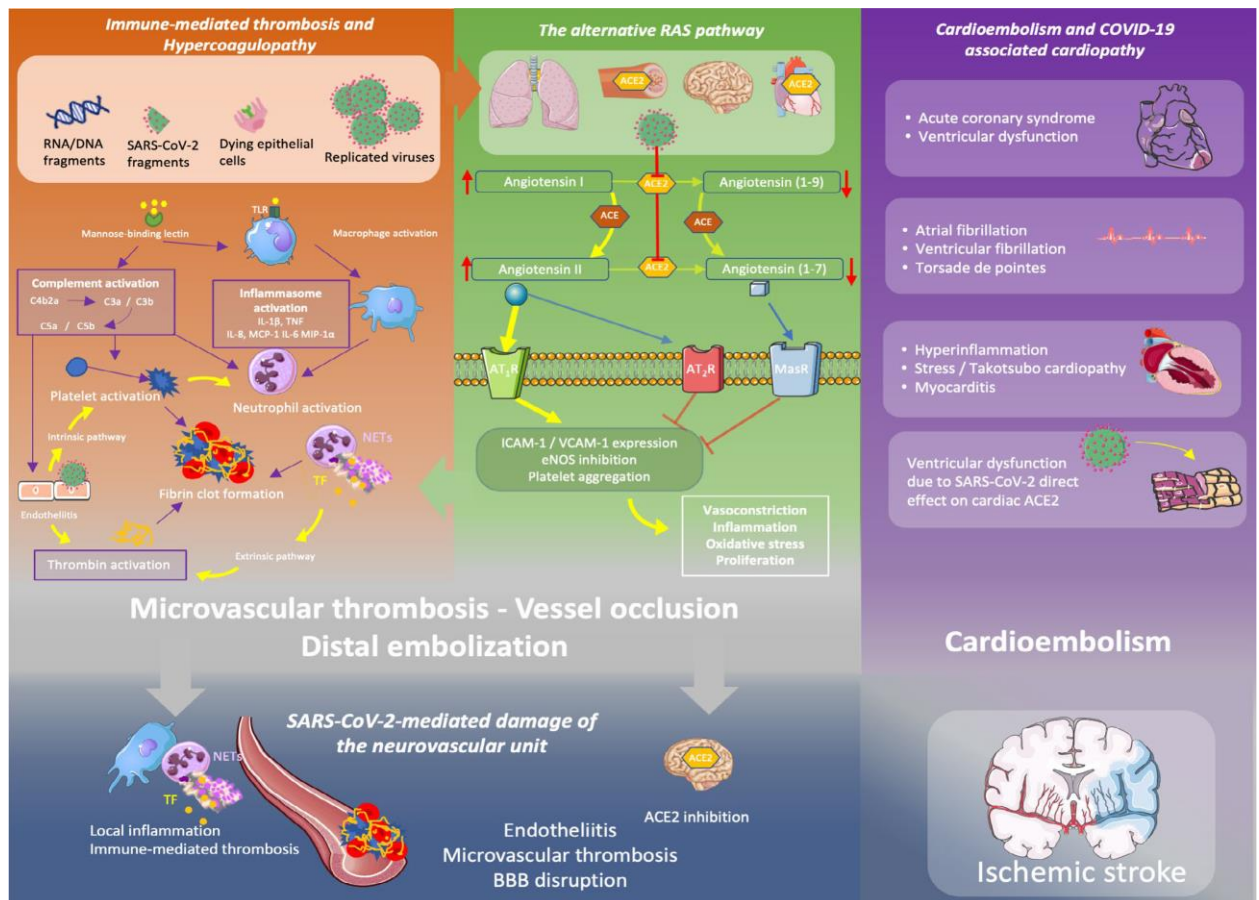 Immune-mediated thrombosis and
Hypercoagulopathy
RNA/DNA
fragments
SARS-CoV-2
fragments
Dying epithelial
cells
Replicated viruses
TLR
Mannose-binding lectin
Macrophage activation
Complement activation
C4b2a
C3a / C3b
C5a / C5b
Inflammasome
activation
IL-1β, TNF
IL-8, MCP-1 IL-6 MIP-1α
Platelet activation
Neutrophil activation
Intrinsic pathway
NETs
TF
Fibrin clot formation
Endotheliitis
Thrombin activation
Extrinsic pathway
The alternative RAS pathway
ACE2
ACE2
Angiotensin I
ACE2
Angiotensin (1-9)
ACE
ACE
Angiotensin II
ACE2
Angiotensin (1-7)
AT1R
AT2R
MasR
ICAM-1 / VCAM-1 expression
eNOS inhibition
Platelet aggregation
Vasoconstriction
Inflammation
Oxidative stress
Proliferation
Cardioembolism and COVID-19
associated cardiopathy
• Acute coronary syndrome
• Ventricular dysfunction
• Atrial fibrillation
• Ventricular fibrillation
• Torsade de pointes
• Hyperinflammation
• Stress / Takotsubo cardiopathy
• Myocarditis
Ventricular dysfunction
due to SARS-CoV-2 direct
effect on cardiac ACE2
Microvascular thrombosis - Vessel occlusion
Distal embolization
Cardioembolism
SARS-CoV-2-mediated damage of
the neurovascular unit
NETs
TF
Local inflammation
Immune-mediated thrombosis
ACE2
ACE2 inhibition
Endotheliitis
Microvascular thrombosis
BBB disruption
Ischemic stroke